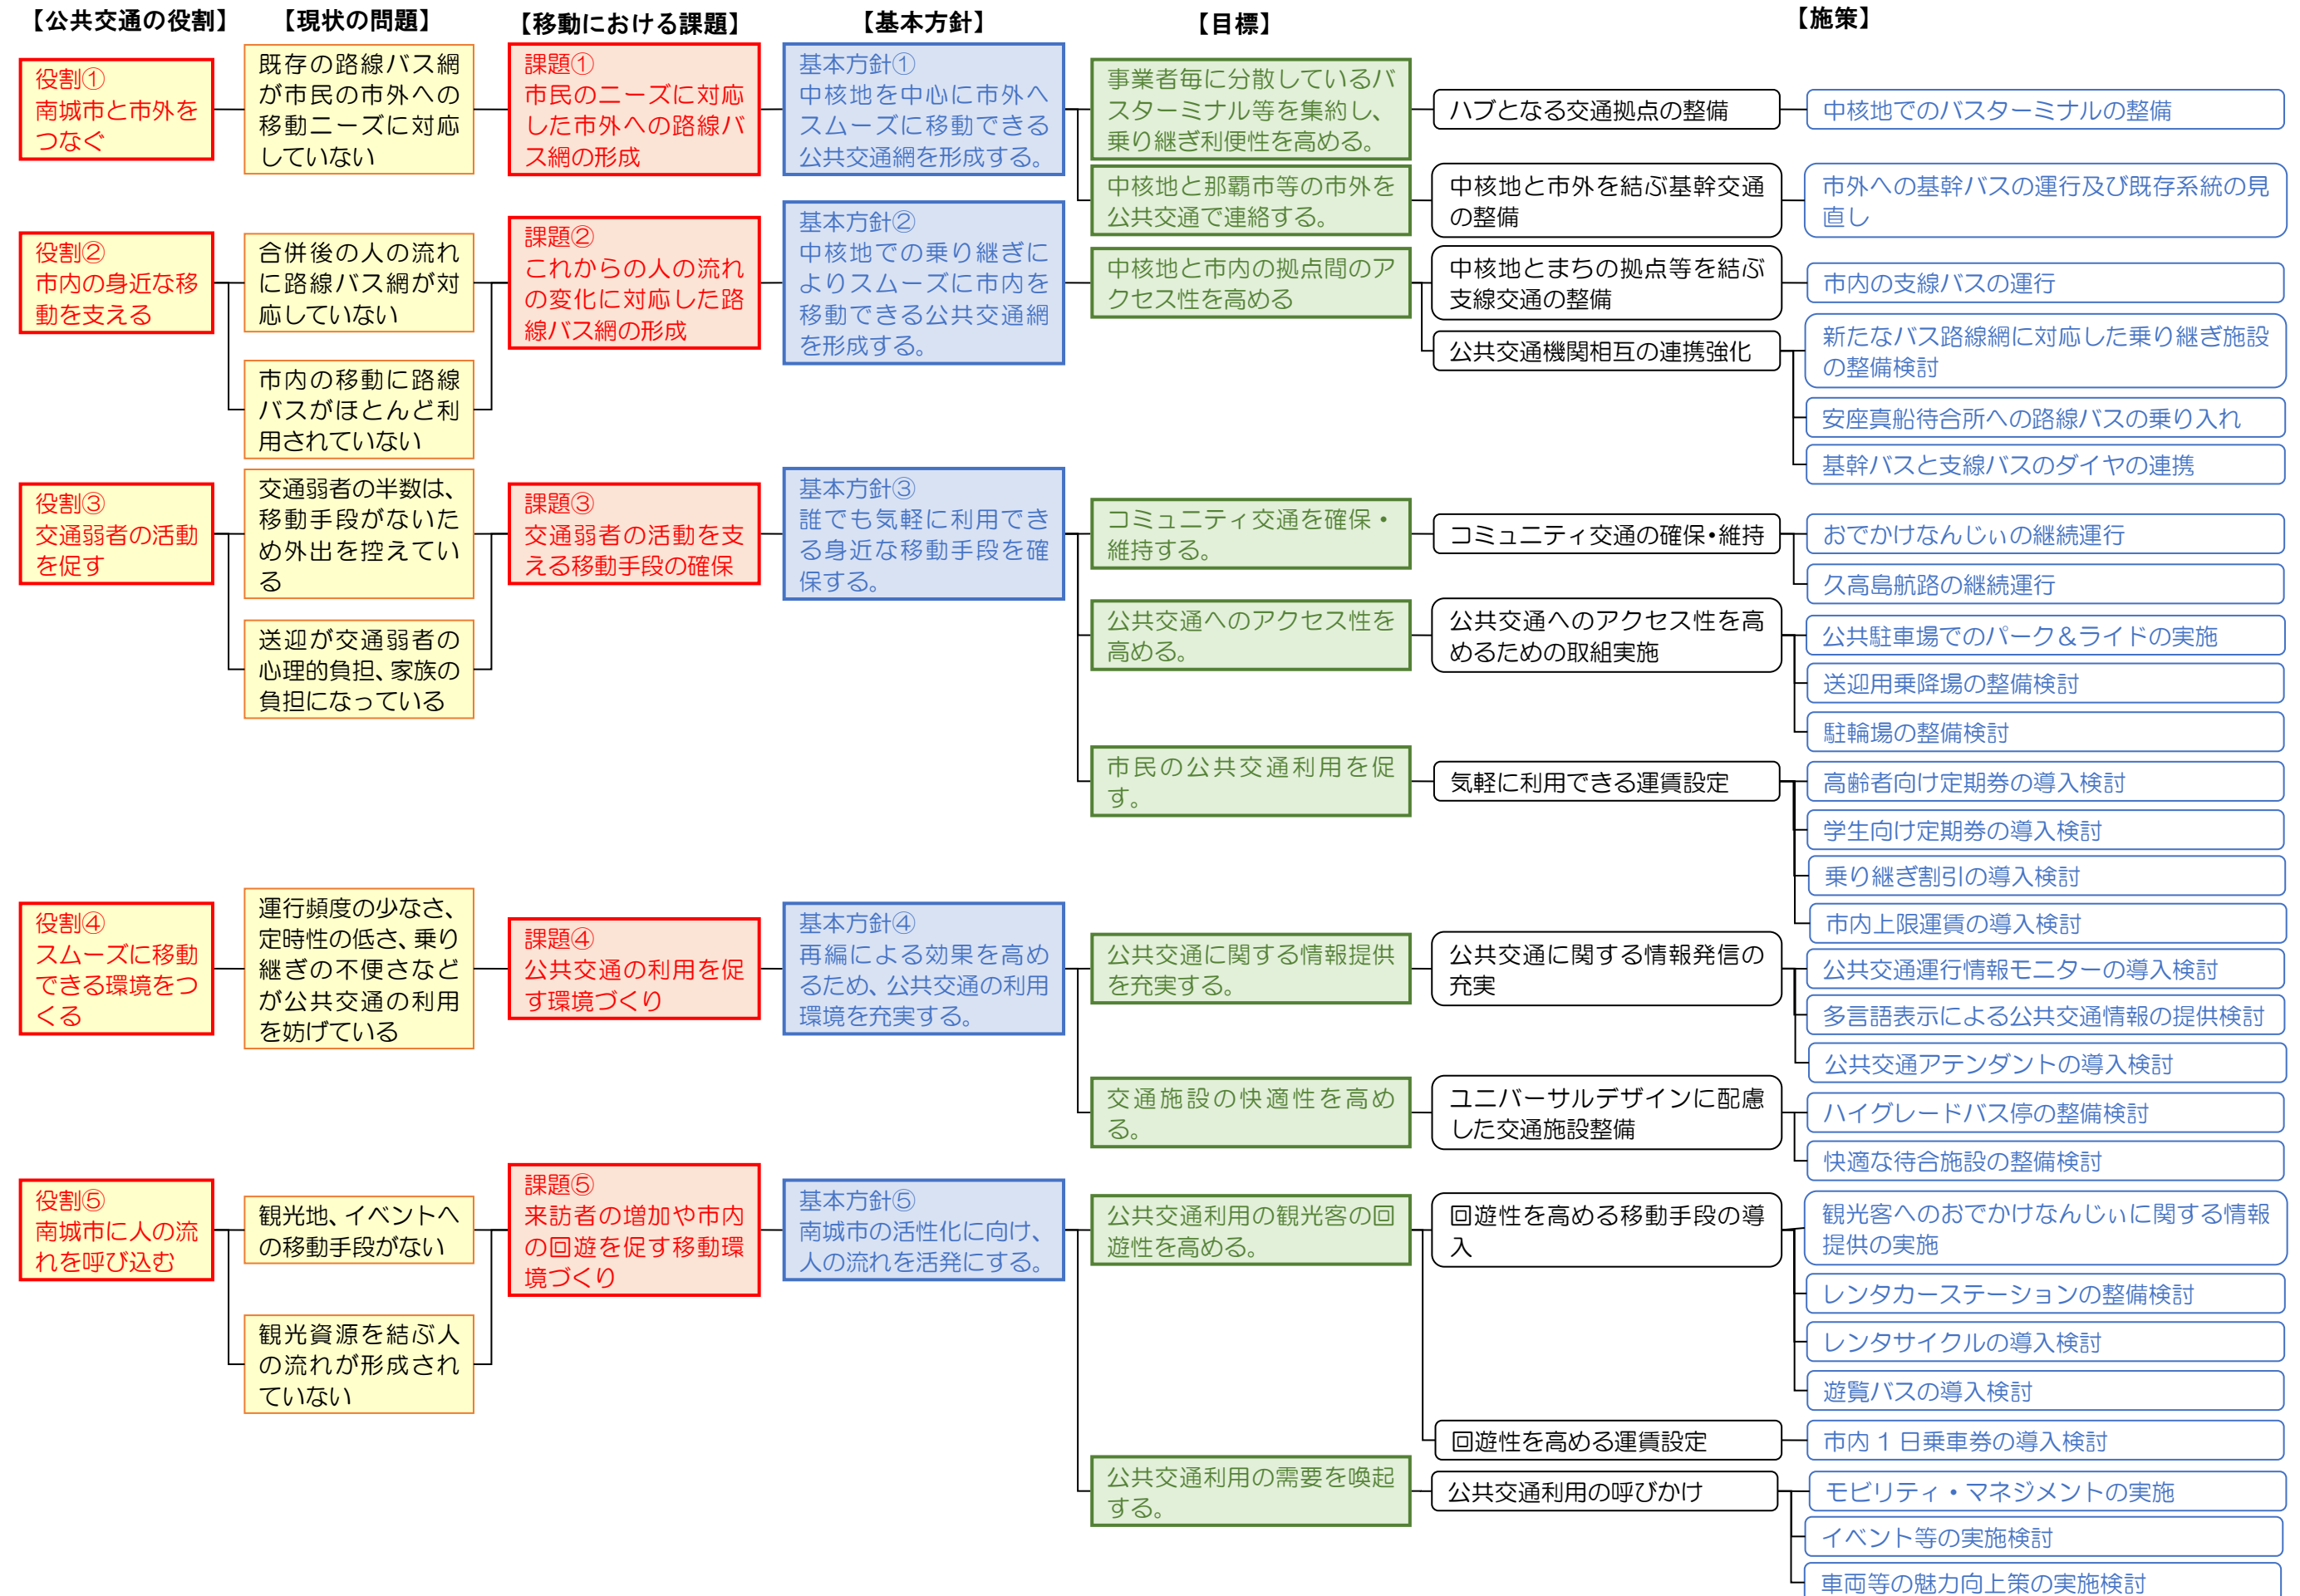 【公共交通の役割】
【現状の問題】
【移動における課題】
【基本方針】
【目標】
【施策】
役割①
南城市と市外を
つなぐ
既存の路線バス網
が市民の市外への
移動ニーズに対応
していない
課題①
市民のニーズに対応
した市外への路線バ
ス網の形成
基本方針①
中核地を中心に市外へ
スムーズに移動できる
公共交通網を形成する。
事業者毎に分散しているバ
スターミナル等を集約し、
乗り継ぎ利便性を高める。
ハブとなる交通拠点の整備
中核地でのバスターミナルの整備
中核地と那覇市等の市外を
公共交通で連絡する。
中核地と市外を結ぶ基幹交通
の整備
市外への基幹バスの運行及び既存系統の見
直し
役割②
市内の身近な移
動を支える
合併後の人の流れ
に路線バス網が対
応していない
市内の移動に路線
バスがほとんど利
用されていない
課題②
これからの人の流れ
の変化に対応した路
線バス網の形成
基本方針②
中核地での乗り継ぎに
よりスムーズに市内を
移動できる公共交通網
を形成する。
中核地と市内の拠点間のア
クセス性を高める
中核地とまちの拠点等を結ぶ
支線交通の整備
市内の支線バスの運行
公共交通機関相互の連携強化
新たなバス路線網に対応した乗り継ぎ施設
の整備検討
安座真船待合所への路線バスの乗り入れ
基幹バスと支線バスのダイヤの連携
役割③
交通弱者の活動
を促す
交通弱者の半数は、
移動手段がないた
め外出を控えてい
る
送迎が交通弱者の
心理的負担、家族の
負担になっている
課題③
交通弱者の活動を支
える移動手段の確保
基本方針③
誰でも気軽に利用でき
る身近な移動手段を確
保する。
コミュニティ交通を確保・
維持する。
コミュニティ交通の確保・維持
おでかけなんじぃの継続運行
久高島航路の継続運行
公共交通へのアクセス性を
高める。
公共交通へのアクセス性を高
めるための取組実施
公共駐車場でのパーク＆ライドの実施
送迎用乗降場の整備検討
駐輪場の整備検討
市民の公共交通利用を促
す。
気軽に利用できる運賃設定
高齢者向け定期券の導入検討
学生向け定期券の導入検討
乗り継ぎ割引の導入検討
市内上限運賃の導入検討
役割④
スムーズに移動
できる環境をつ
くる
運行頻度の少なさ、
定時性の低さ、乗り
継ぎの不便さなど
が公共交通の利用
を妨げている
課題④
公共交通の利用を促
す環境づくり
基本方針④
再編による効果を高め
るため、公共交通の利用
環境を充実する。
公共交通に関する情報提供
を充実する。
公共交通に関する情報発信の
充実
公共交通運行情報モニターの導入検討
多言語表示による公共交通情報の提供検討
公共交通アテンダントの導入検討
交通施設の快適性を高め
る。
ユニバーサルデザインに配慮
した交通施設整備
ハイグレードバス停の整備検討
快適な待合施設の整備検討
役割⑤
南城市に人の流
れを呼び込む
観光地、イベントへ
の移動手段がない
観光資源を結ぶ人
の流れが形成され
ていない
課題⑤
来訪者の増加や市内
の回遊を促す移動環
境づくり
基本方針⑤
南城市の活性化に向け、
人の流れを活発にする。
公共交通利用の観光客の回
遊性を高める。
回遊性を高める移動手段の導
入
観光客へのおでかけなんじぃに関する情報
提供の実施
レンタカーステーションの整備検討
レンタサイクルの導入検討
遊覧バスの導入検討
回遊性を高める運賃設定
市内１日乗車券の導入検討
公共交通利用の需要を喚起
する。
公共交通利用の呼びかけ
モビリティ・マネジメントの実施
イベント等の実施検討
車両等の魅力向上策の実施検討